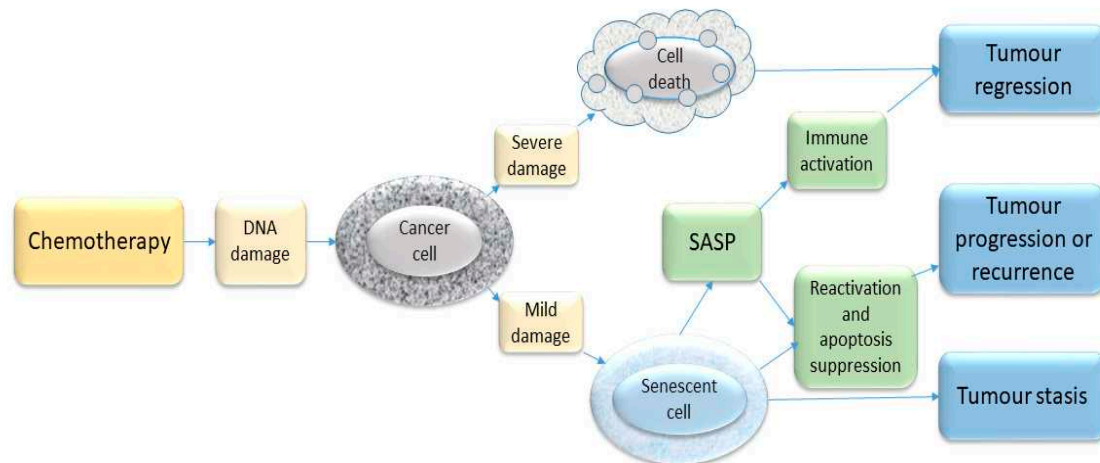 Chemotherapy
DNA
damage
Cancer
cell
Severe
damage
Mild
damage
Cell
death
Senescent
cell
SASP
Immune
activation
Reactivation
and
apoptosis
suppression
Tumour
regression
Tumour
progression or
recurrence
Tumour stasis